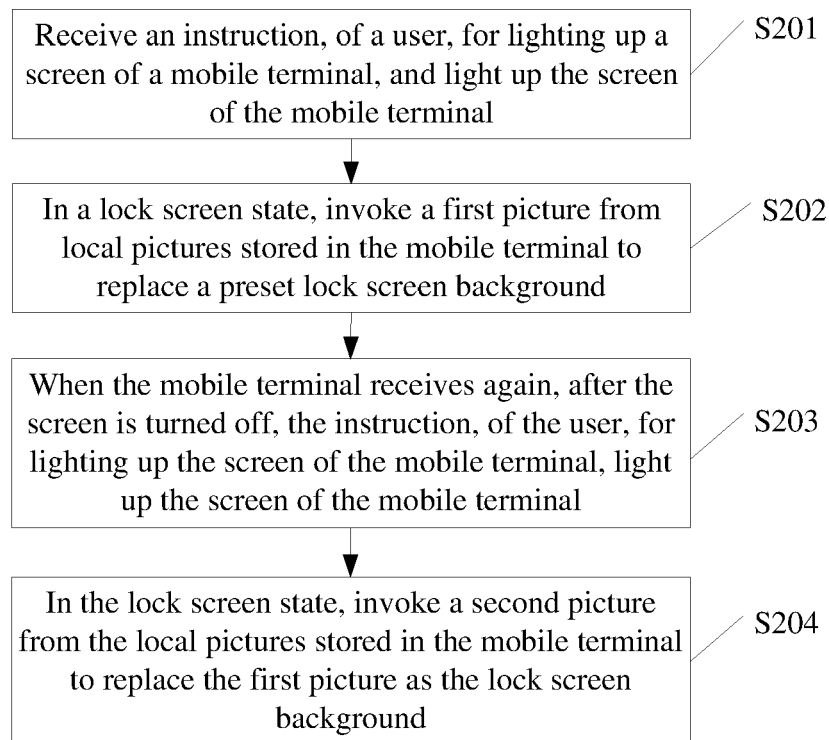 Receive an instruction, of a user, for lighting up a
screen of a mobile terminal, and light up the screen
of the mobile terminal
S201
In a lock screen state, invoke a first picture from
local pictures stored in the mobile terminal to
replace a preset lock screen background
S202
When the mobile terminal receives again, after the
screen is turned off, the instruction, of the user, for
lighting up the screen of the mobile terminal, light
up the screen of the mobile terminal
S203
In the lock screen state, invoke a second picture
from the local pictures stored in the mobile terminal
to replace the first picture as the lock screen
background
S204